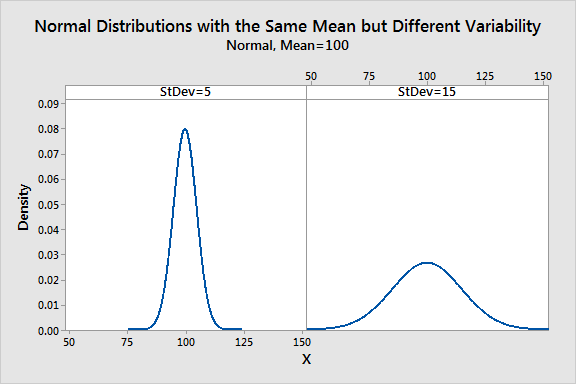 Normal Distributions with the Same Mean but Different Variability
Normal, Mean=100
50 75 100 125 150
StDev=5 StDev=15
0.09
0.08
0.07
0.06
0.05
0.04
0.03
0.02
0.01
0.00
Density
50 75 100 125 150
X